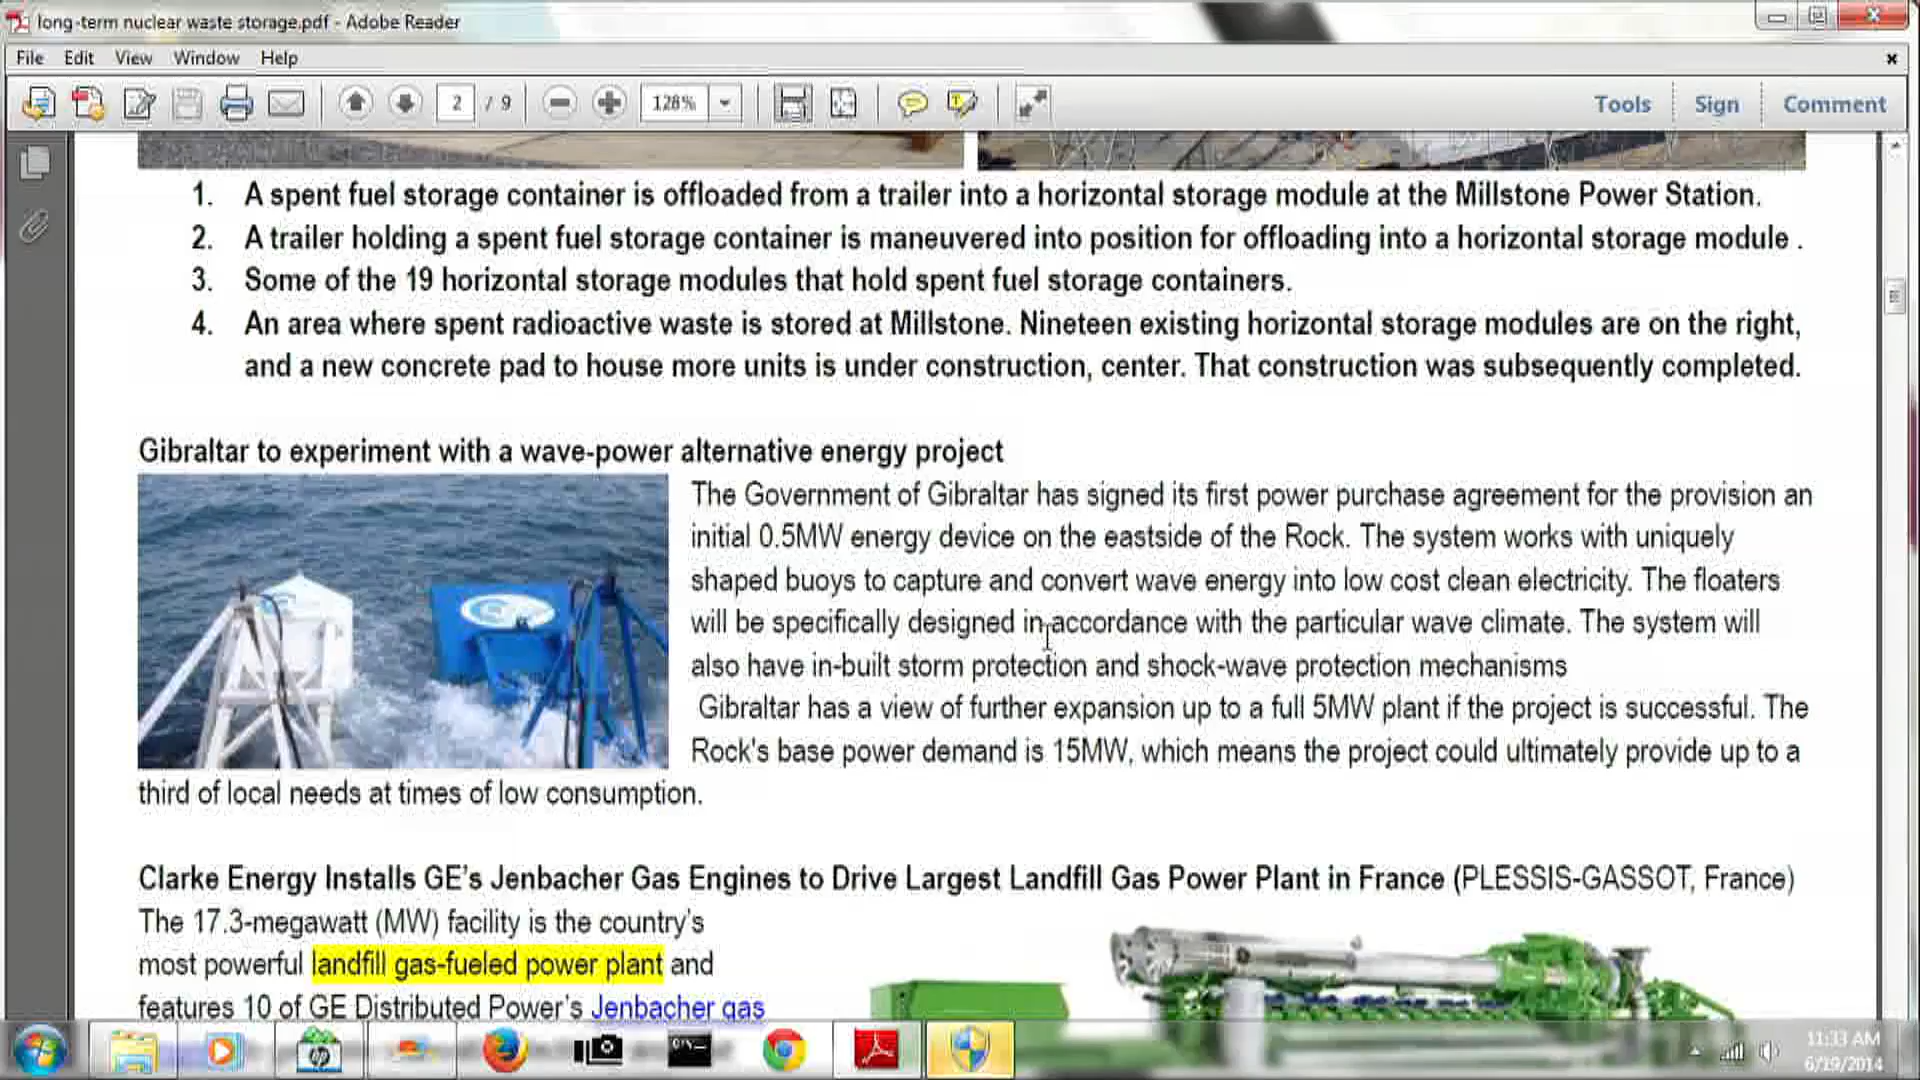 long-term nuclear waste storage.pdf - Adobe Reader
File Edit View Window Help
2 / 9 128% Tools Sign Comment
1. A spent fuel storage container is offloaded from a trailer into a horizontal storage module at the Millstone Power Station.
2. A trailer holding a spent fuel storage container is maneuvered into position for offloading into a horizontal storage module .
3. Some of the 19 horizontal storage modules that hold spent fuel storage containers.
4. An area where spent radioactive waste is stored at Millstone. Nineteen existing horizontal storage modules are on the right,
and a new concrete pad to house more units is under construction, center. That construction was subsequently completed.
Gibraltar to experiment with a wave-power alternative energy project
The Government of Gibraltar has signed its first power purchase agreement for the provision an
initial 0.5MW energy device on the eastside of the Rock. The system works with uniquely
shaped buoys to capture and convert wave energy into low cost clean electricity. The floaters
will be specifically designed in accordance with the particular wave climate. The system will
also have in-built storm protection and shock-wave protection mechanisms
Gibraltar has a view of further expansion up to a full 5MW plant if the project is successful. The
Rock's base power demand is 15MW, which means the project could ultimately provide up to a
third of local needs at times of low consumption.
Clarke Energy Installs GE's Jenbacher Gas Engines to Drive Largest Landfill Gas Power Plant in France (PLESSIS-GASSOT, France)
The 17.3-megawatt (MW) facility is the country's
most powerful landfill gas-fueled power plant and
features 10 of GE Distributed Power's Jenbacher gas
11:33 AM
6/19/2014